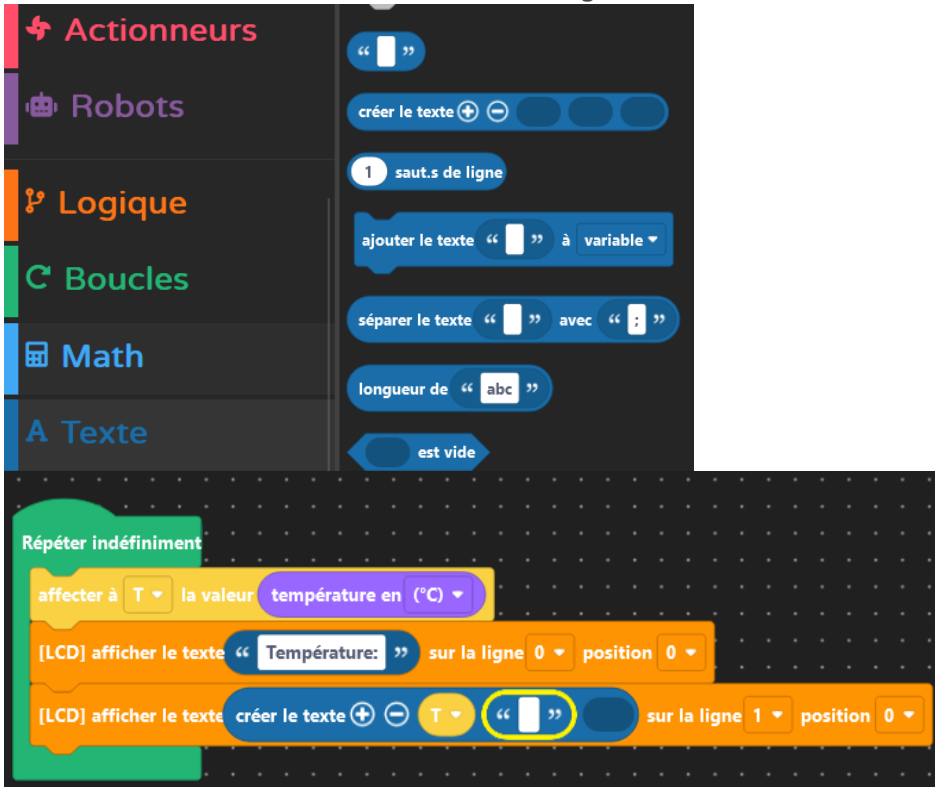 Actionneurs
Robots
Logique
Boucles
Math
A Texte
“ ”
créer le texte
1 saut.s de ligne
ajouter le texte “ ” à variable
séparer le texte “ ” avec “ ; ”
longueur de “ abc ”
est vide
Répéter indéfiniment
affecter à T la valeur température en (°C)
[LCD] afficher le texte “ Température: ” sur la ligne 0 position 0
[LCD] afficher le texte créer le texte T “ ” sur la ligne 1 position 0